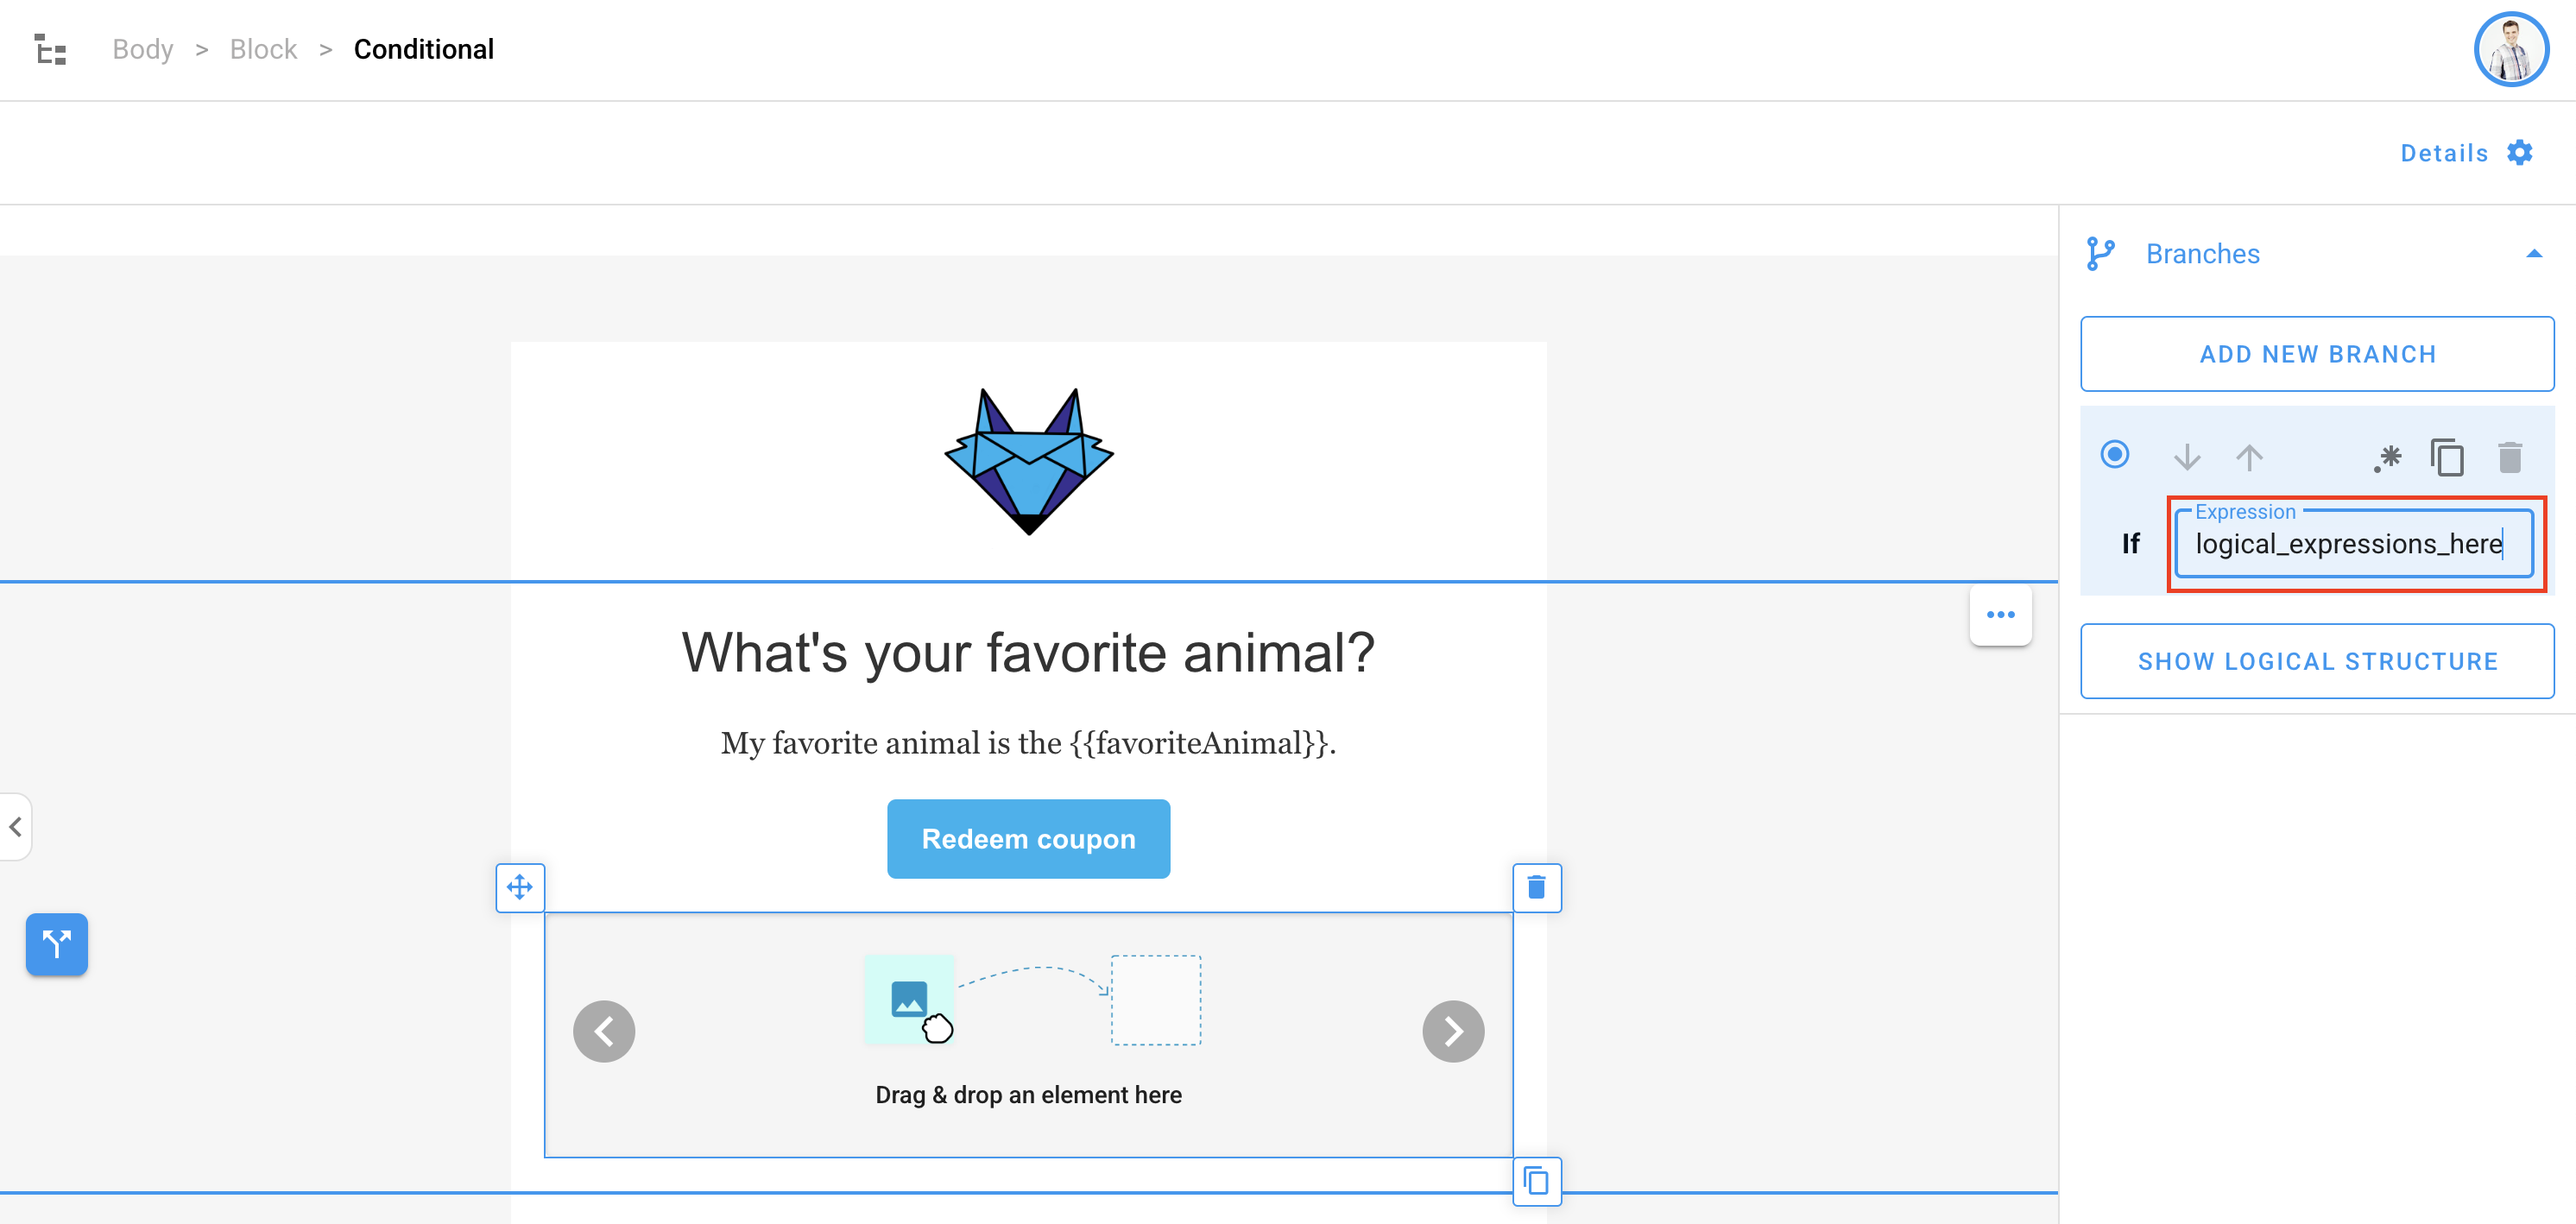 Body > Block > Conditional
Details
Branches
ADD NEW BRANCH
Expression
If logical_expressions_here
SHOW LOGICAL STRUCTURE
What's your favorite animal?
My favorite animal is the {{favoriteAnimal}}.
Redeem coupon
Drag & drop an element here